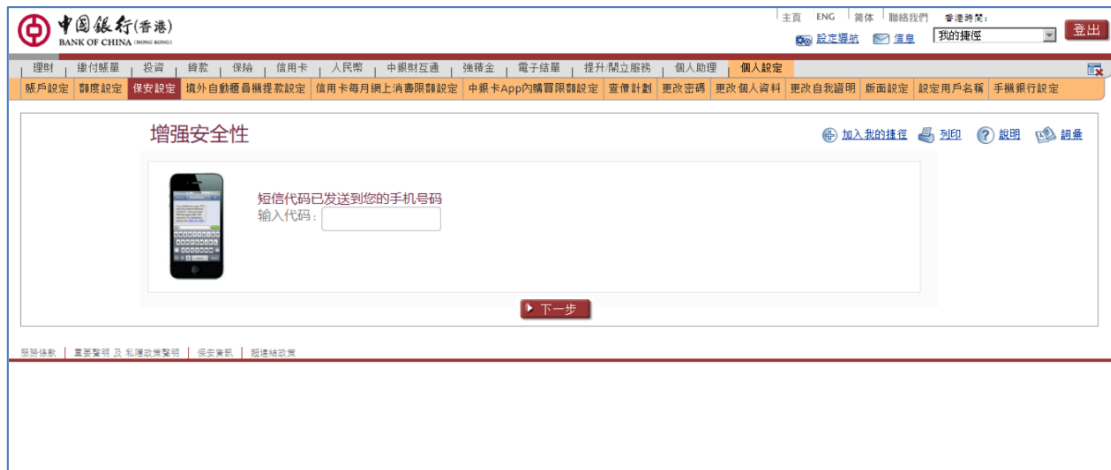 中國銀行(香港)
BANK OF CHINA (HONG KONG)
主頁 ENG 简体 聯絡我們 香港時間:
設定導航 信息 我的捷徑 登出
理財 繳付賬單 投資 貸款 保險 信用卡 人民幣 中銀財互通 強積金 電子結單 提升/開立服務 個人助理 個人設定
賬戶設定 額度設定 保安設定 境外自動櫃員機提款設定 信用卡每月網上消費限額設定 中銀卡App內購買限額設定 查價計劃 更改密碼 更改個人資料 更改自我證明 版面設定 設定用戶名稱 手機銀行設定
增强安全性
加入我的捷徑 列印 說明 詞彙
短信代码已发送到您的手机号码
输入代码:
下一步
服務條款 重要聲明 及 私隱政策聲明 保安資訊 超連結政策